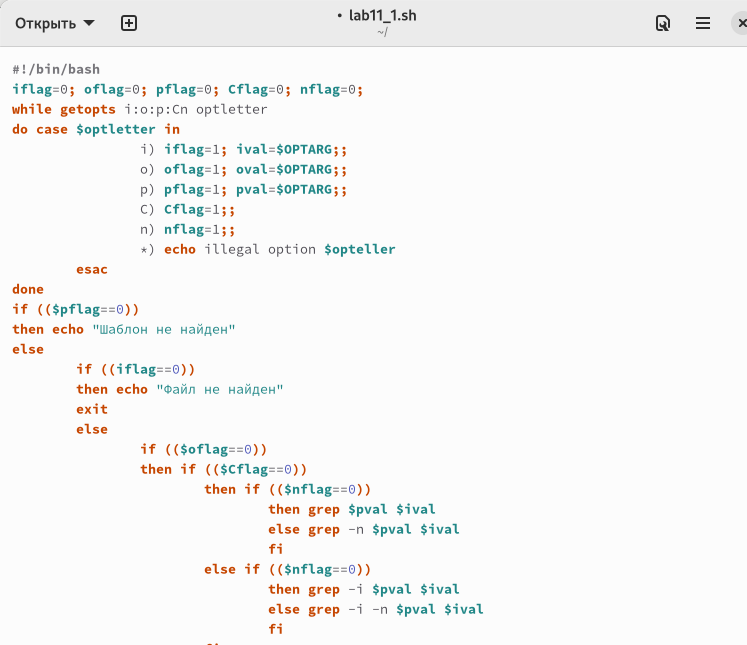 Открыть
• lab11_1.sh
~/
#!/bin/bash
iflag=0; oflag=0; pflag=0; Cflag=0; nflag=0;
while getopts i:o:p:Cn optletter
do case $optletter in
i) iflag=1; ival=$OPTARG;;
o) oflag=1; oval=$OPTARG;;
p) pflag=1; pval=$OPTARG;;
C) Cflag=1;;
n) nflag=1;;
*) echo illegal option $opteller
esac
done
if (($pflag==0))
then echo "Шаблон не найден"
else
if ((iflag==0))
then echo "Файл не найден"
exit
else
if (($oflag==0))
then if (($Cflag==0))
then if (($nflag==0))
then grep $pval $ival
else grep -n $pval $ival
fi
else if (($nflag==0))
then grep -i $pval $ival
else grep -i -n $pval $ival
fi